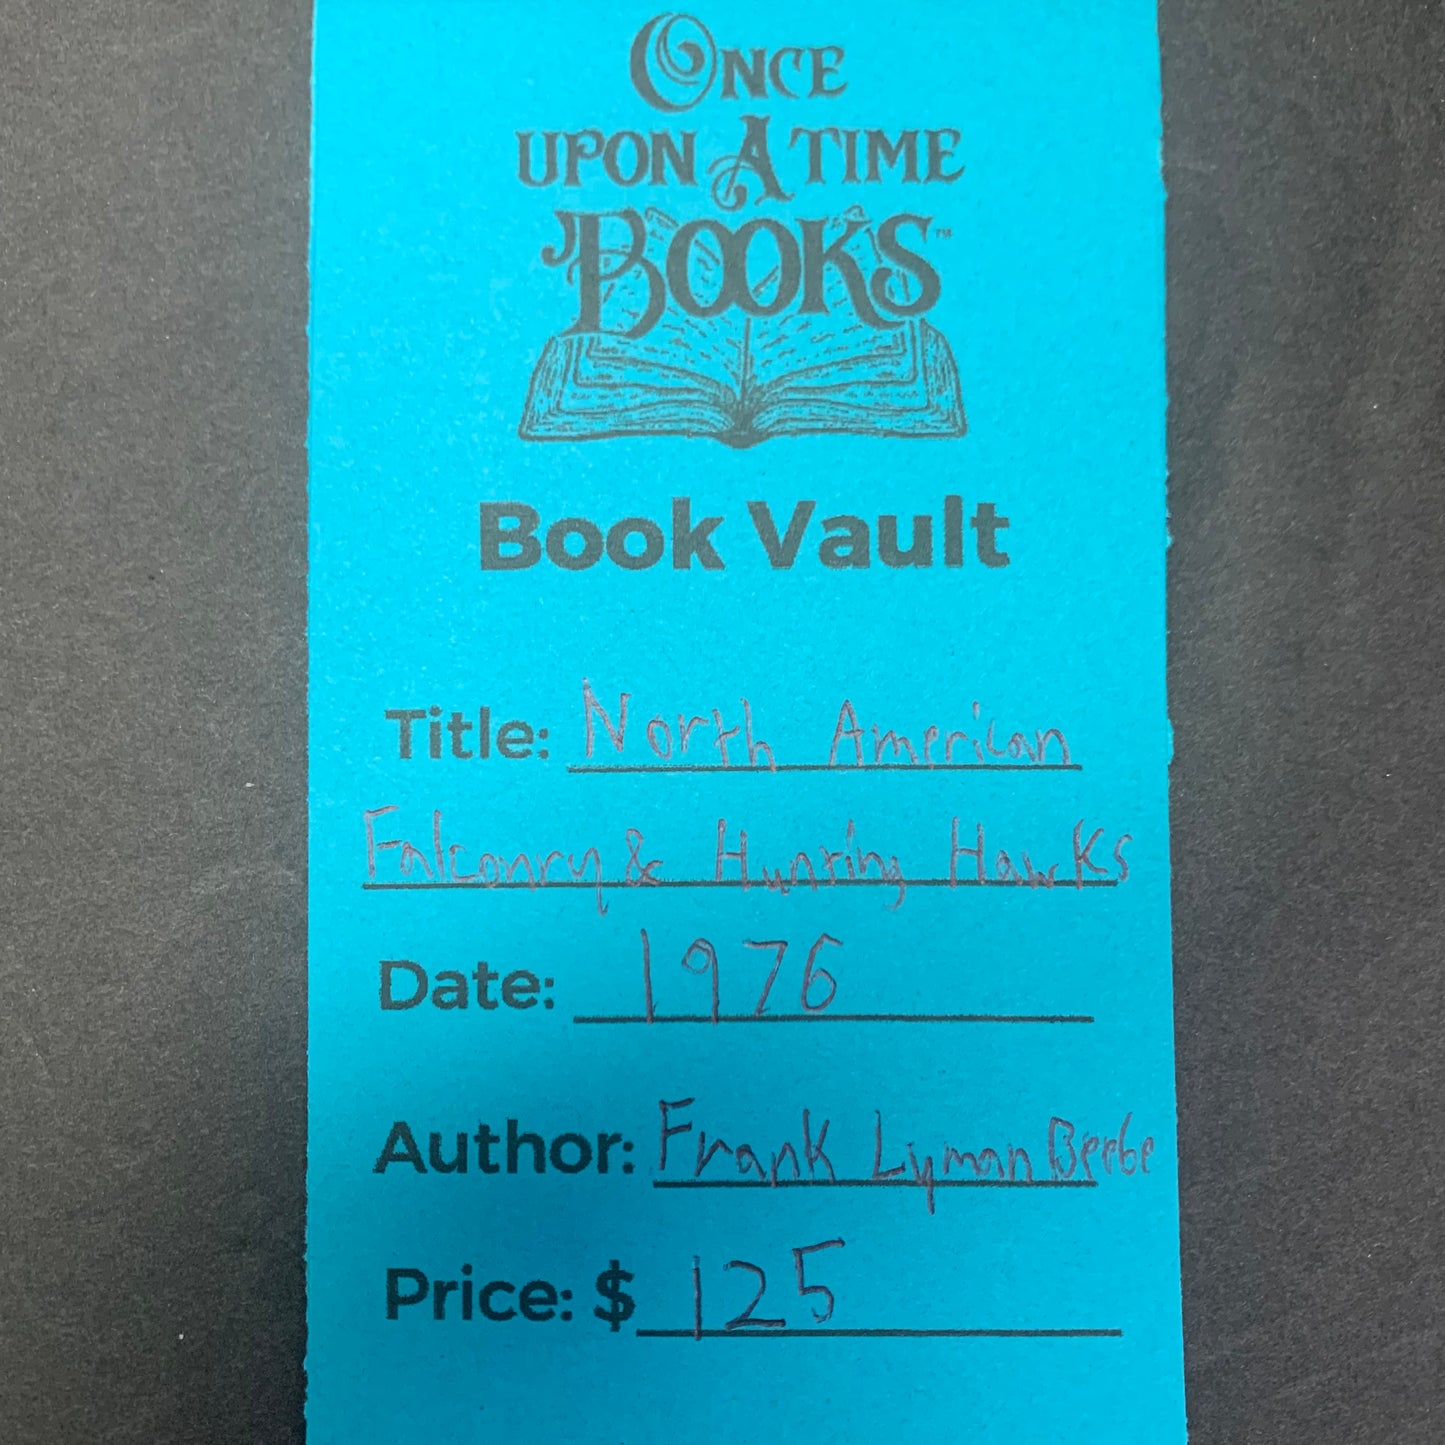 ONCE
UPON A TIME
BOOKS™
Book Vault
Title: North American
Falconry & Hunting Hawks
Date: 1976
Author: Frank Lyman Beebe
Price: $ 125